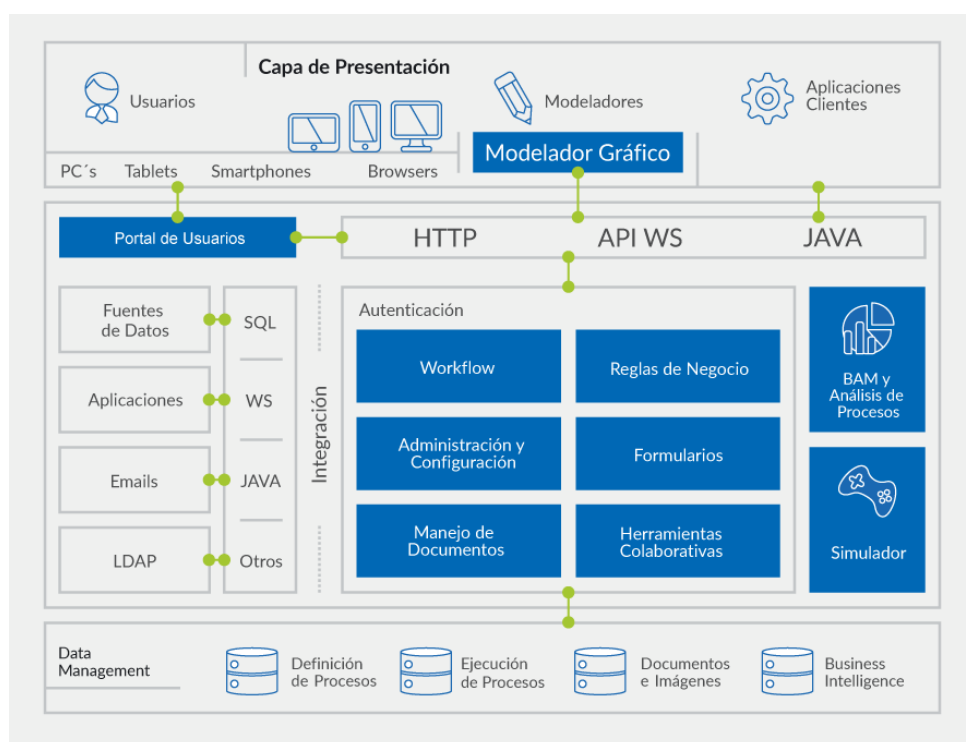 Capa de Presentación
Usuarios
Modeladores
Aplicaciones
Clientes
PC´s
Tablets
Smartphones
Browsers
Modelador Gráfico
Portal de Usuarios
HTTP
API WS
JAVA
Fuentes
de Datos
SQL
Aplicaciones
WS
Emails
JAVA
LDAP
Otros
Integración
Autenticación
Workflow
Reglas de Negocio
Administración y
Configuración
Formularios
Manejo de
Documentos
Herramientas
Colaborativas
BAM y
Análisis de
Procesos
Simulador
Data
Management
Definición
de Procesos
Ejecución
de Procesos
Documentos
e Imágenes
Business
Intelligence